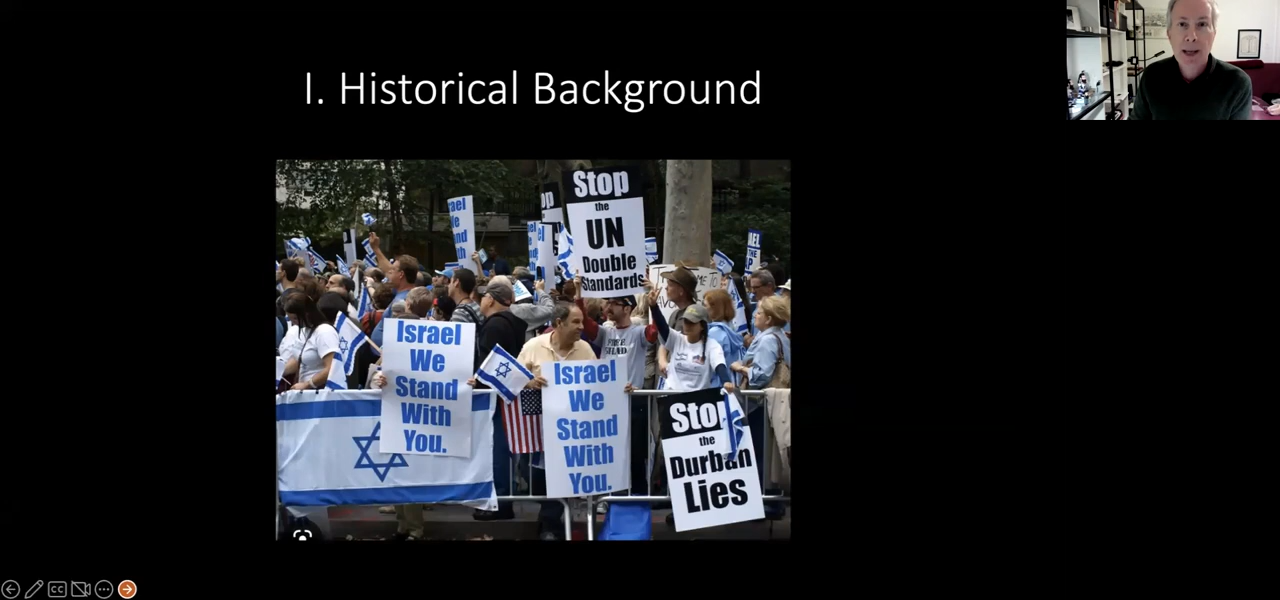 I. Historical Background
Stop
the
UN
Double
Standards
Israel
We
Stand
With
You.
Israel
We
Stand
With
You.
Stop
the
Durban
Lies
CC